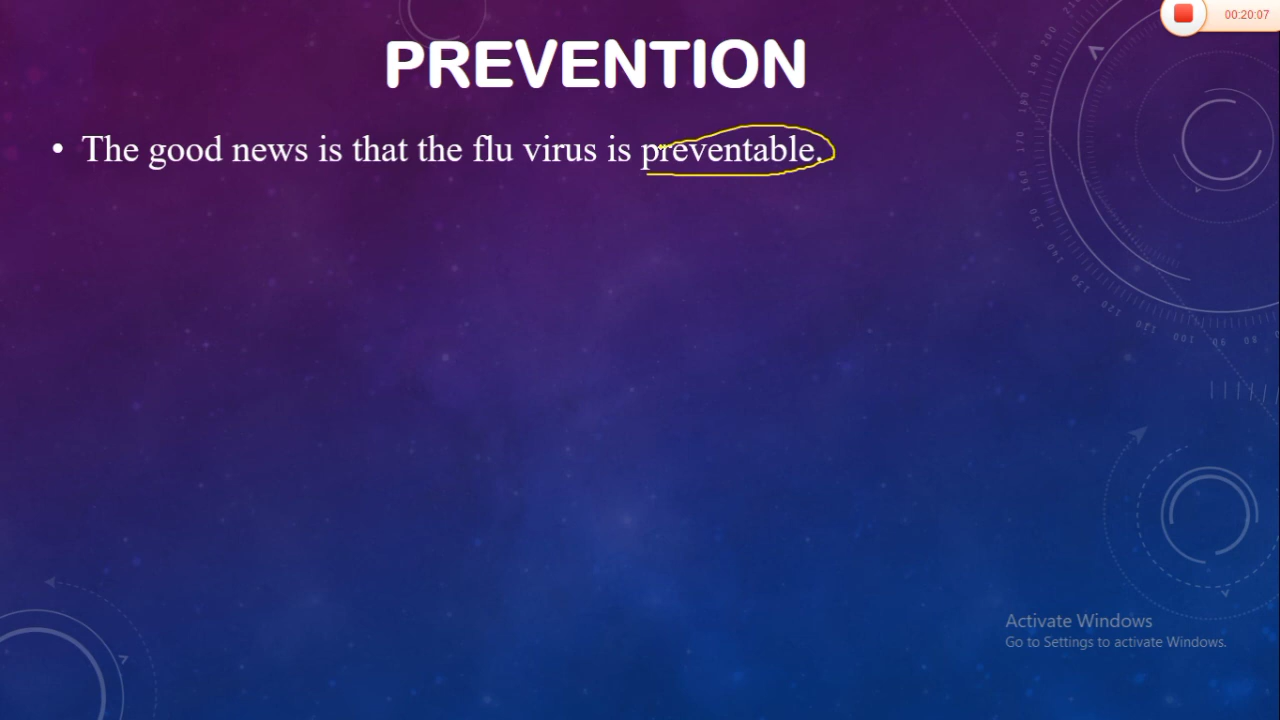 00:20:07
PREVENTION
• The good news is that the flu virus is preventable.
Activate Windows
Go to Settings to activate Windows.